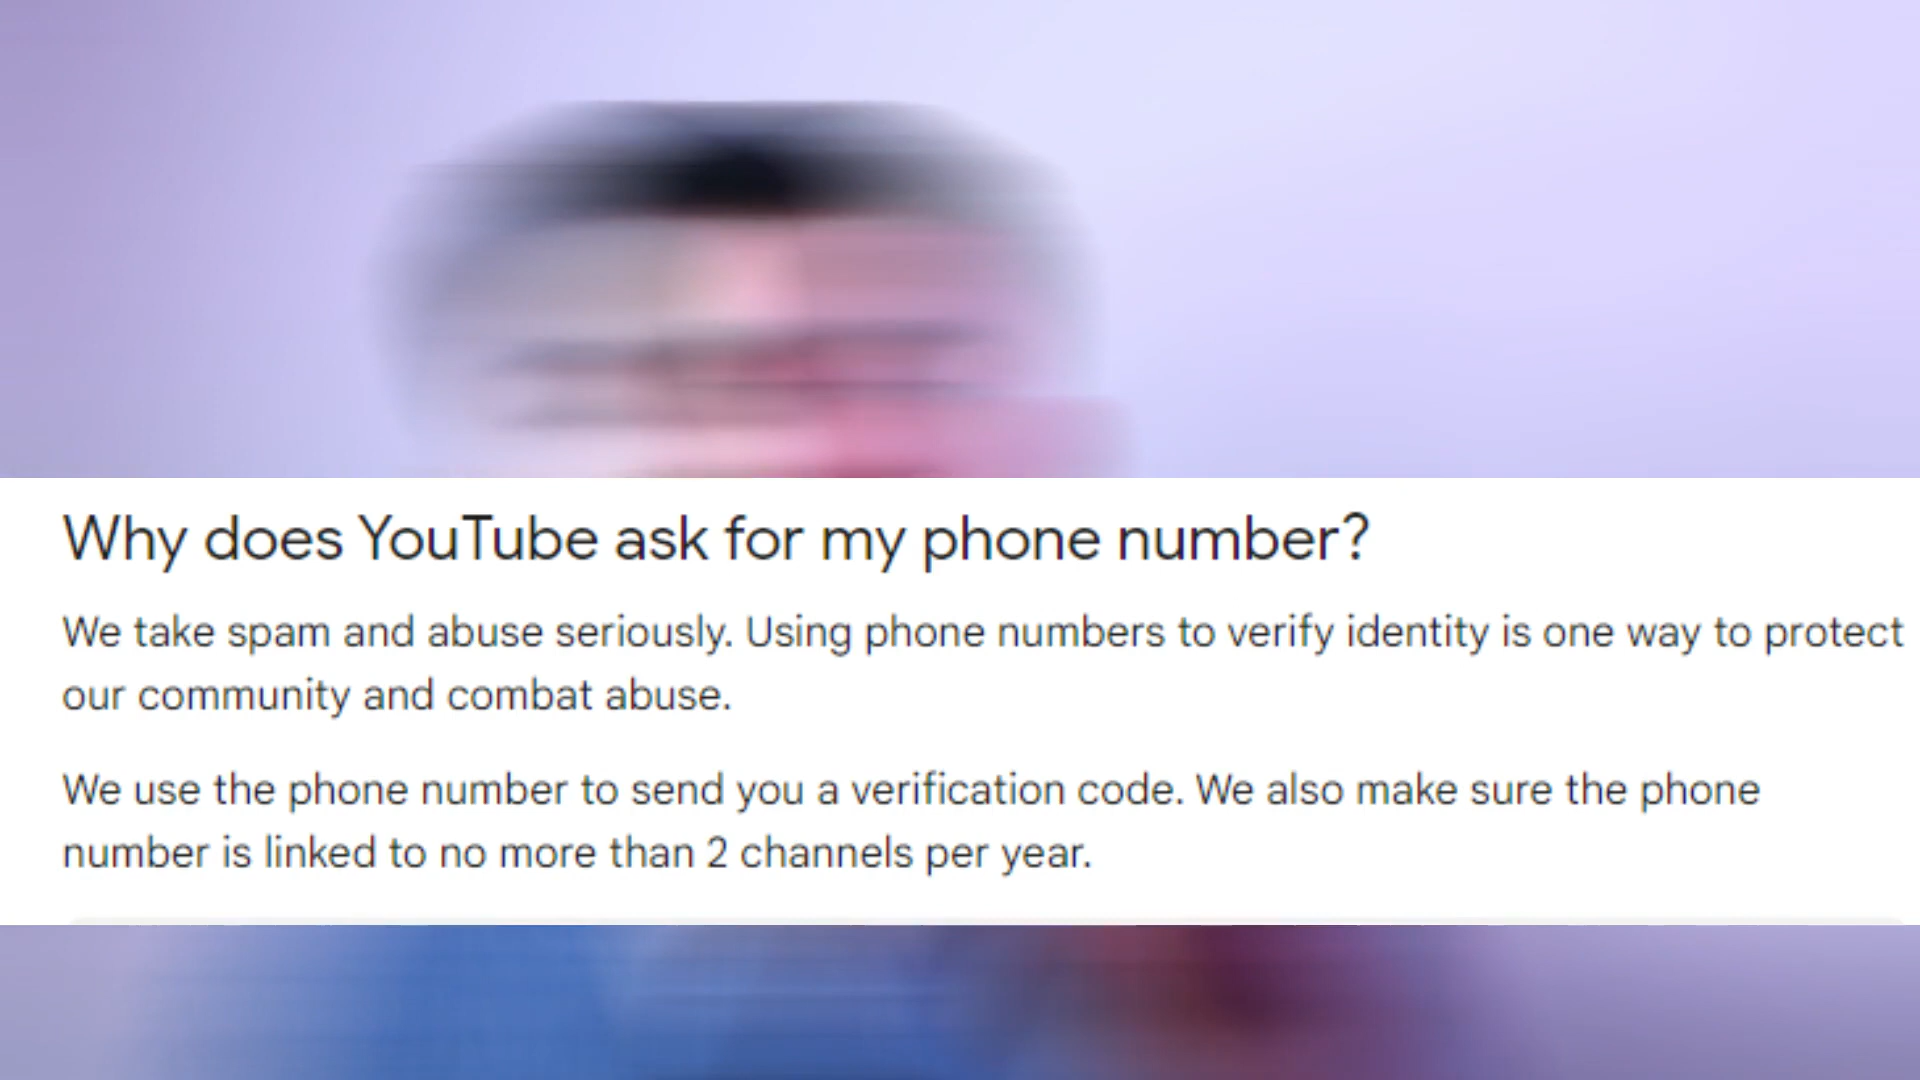 Why does YouTube ask for my phone number?
We take spam and abuse seriously. Using phone numbers to verify identity is one way to protect
our community and combat abuse.
We use the phone number to send you a verification code. We also make sure the phone
number is linked to no more than 2 channels per year.